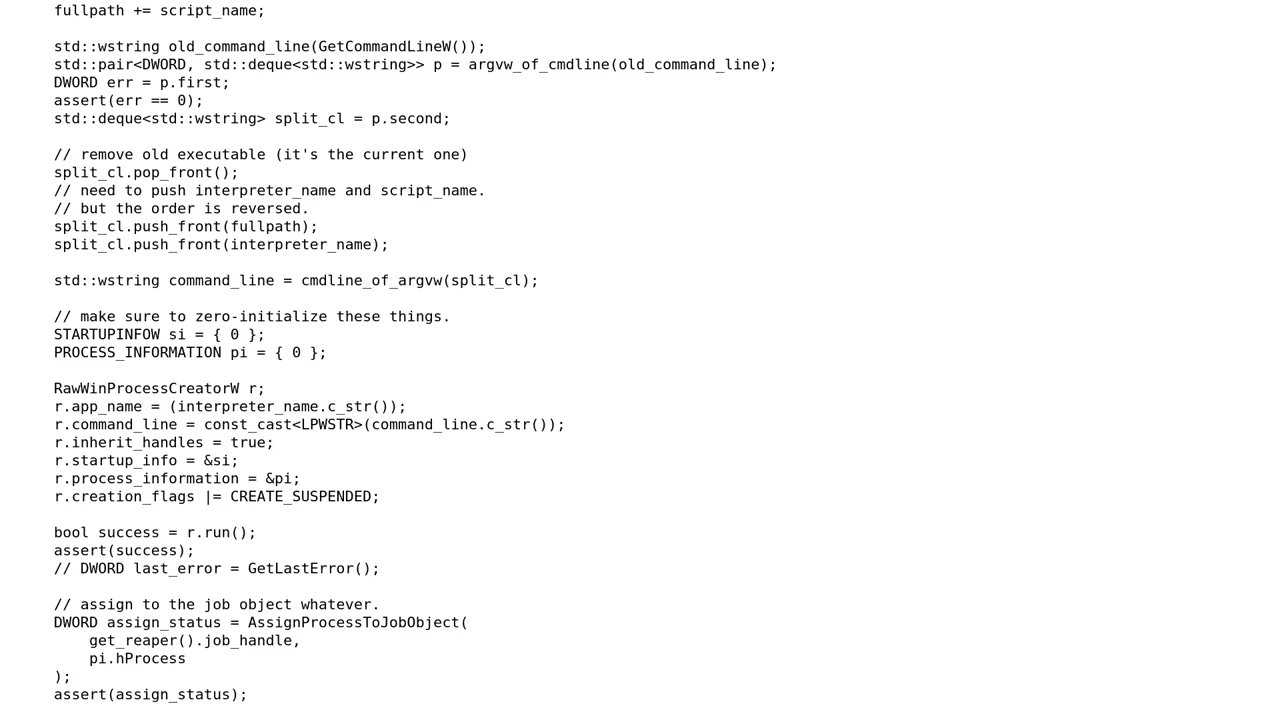 fullpath += script_name;

std::wstring old_command_line(GetCommandLineW());
std::pair<DWORD, std::deque<std::wstring>> p = argvw_of_cmdline(old_command_line);
DWORD err = p.first;
assert(err == 0);
std::deque<std::wstring> split_cl = p.second;

// remove old executable (it's the current one)
split_cl.pop_front();
// need to push interpreter_name and script_name.
// but the order is reversed.
split_cl.push_front(fullpath);
split_cl.push_front(interpreter_name);

std::wstring command_line = cmdline_of_argvw(split_cl);

// make sure to zero-initialize these things.
STARTUPINFOW si = { 0 };
PROCESS_INFORMATION pi = { 0 };

RawWinProcessCreatorW r;
r.app_name = (interpreter_name.c_str());
r.command_line = const_cast<LPWSTR>(command_line.c_str());
r.inherit_handles = true;
r.startup_info = &si;
r.process_information = &pi;
r.creation_flags |= CREATE_SUSPENDED;

bool success = r.run();
assert(success);
// DWORD last_error = GetLastError();

// assign to the job object whatever.
DWORD assign_status = AssignProcessToJobObject(
    get_reaper().job_handle,
    pi.hProcess
);
assert(assign_status);